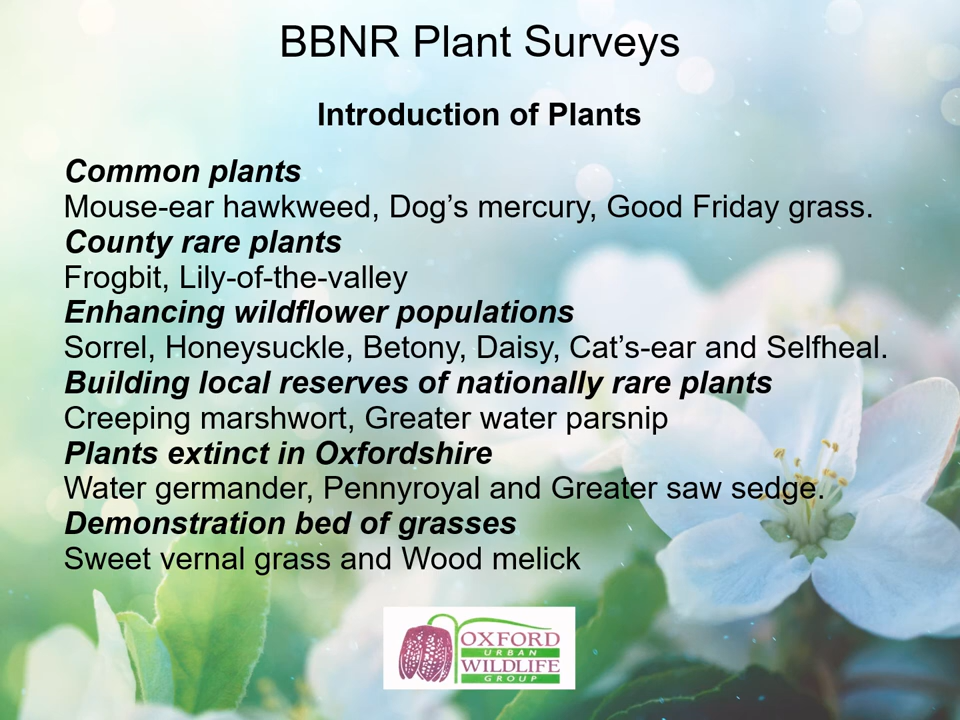 BBNR Plant Surveys
Introduction of Plants
Common plants
Mouse-ear hawkweed, Dog’s mercury, Good Friday grass.
County rare plants
Frogbit, Lily-of-the-valley
Enhancing wildflower populations
Sorrel, Honeysuckle, Betony, Daisy, Cat’s-ear and Selfheal.
Building local reserves of nationally rare plants
Creeping marshwort, Greater water parsnip
Plants extinct in Oxfordshire
Water germander, Pennyroyal and Greater saw sedge.
Demonstration bed of grasses
Sweet vernal grass and Wood melick
OXFORD
URBAN
WILDLIFE
GROUP